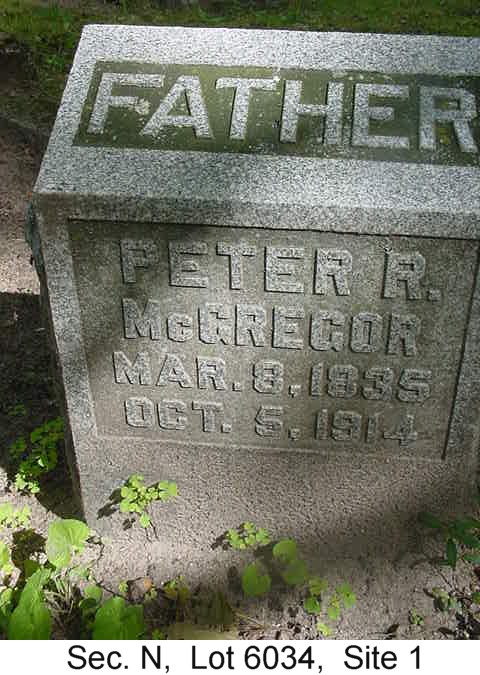 FATHER
PETER R.
McGREGOR
MAR. 8, 1835
OCT. 5, 1914
Sec. N, Lot 6034, Site 1